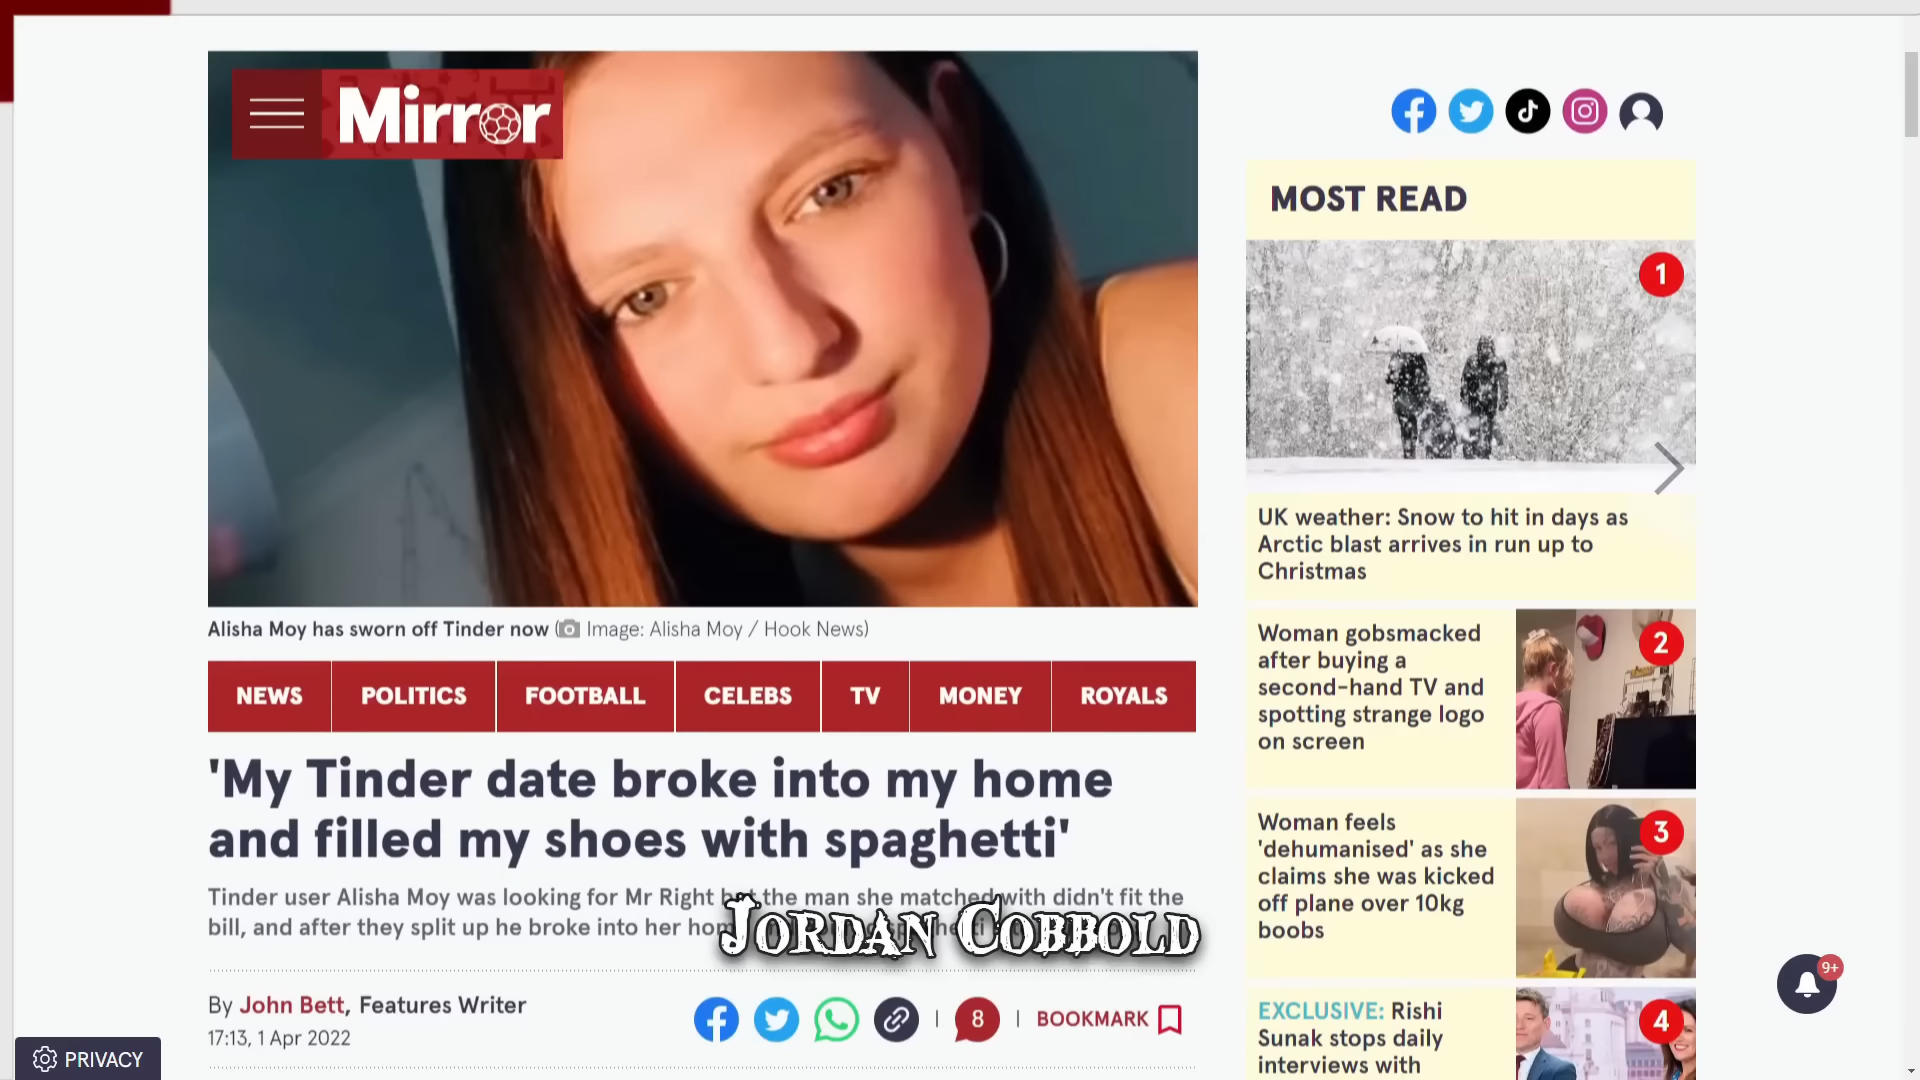 Mirror
MOST READ
1
UK weather: Snow to hit in days as
Arctic blast arrives in run up to
Christmas
Alisha Moy has sworn off Tinder now (Image: Alisha Moy / Hook News)
NEWS
POLITICS
FOOTBALL
CELEBS
TV
MONEY
ROYALS
'My Tinder date broke into my home
and filled my shoes with spaghetti'
Tinder user Alisha Moy was looking for Mr Right but the man she matched with didn't fit the
bill, and after they split up he broke into her
JORDAN COBBOLD
By John Bett, Features Writer
17:13, 1 Apr 2022
8
BOOKMARK
Woman gobsmacked
after buying a
second-hand TV and
spotting strange logo
on screen
2
Woman feels
'dehumanised' as she
claims she was kicked
off plane over 10kg
boobs
3
EXCLUSIVE: Rishi
Sunak stops daily
interviews with
4
9+
PRIVACY